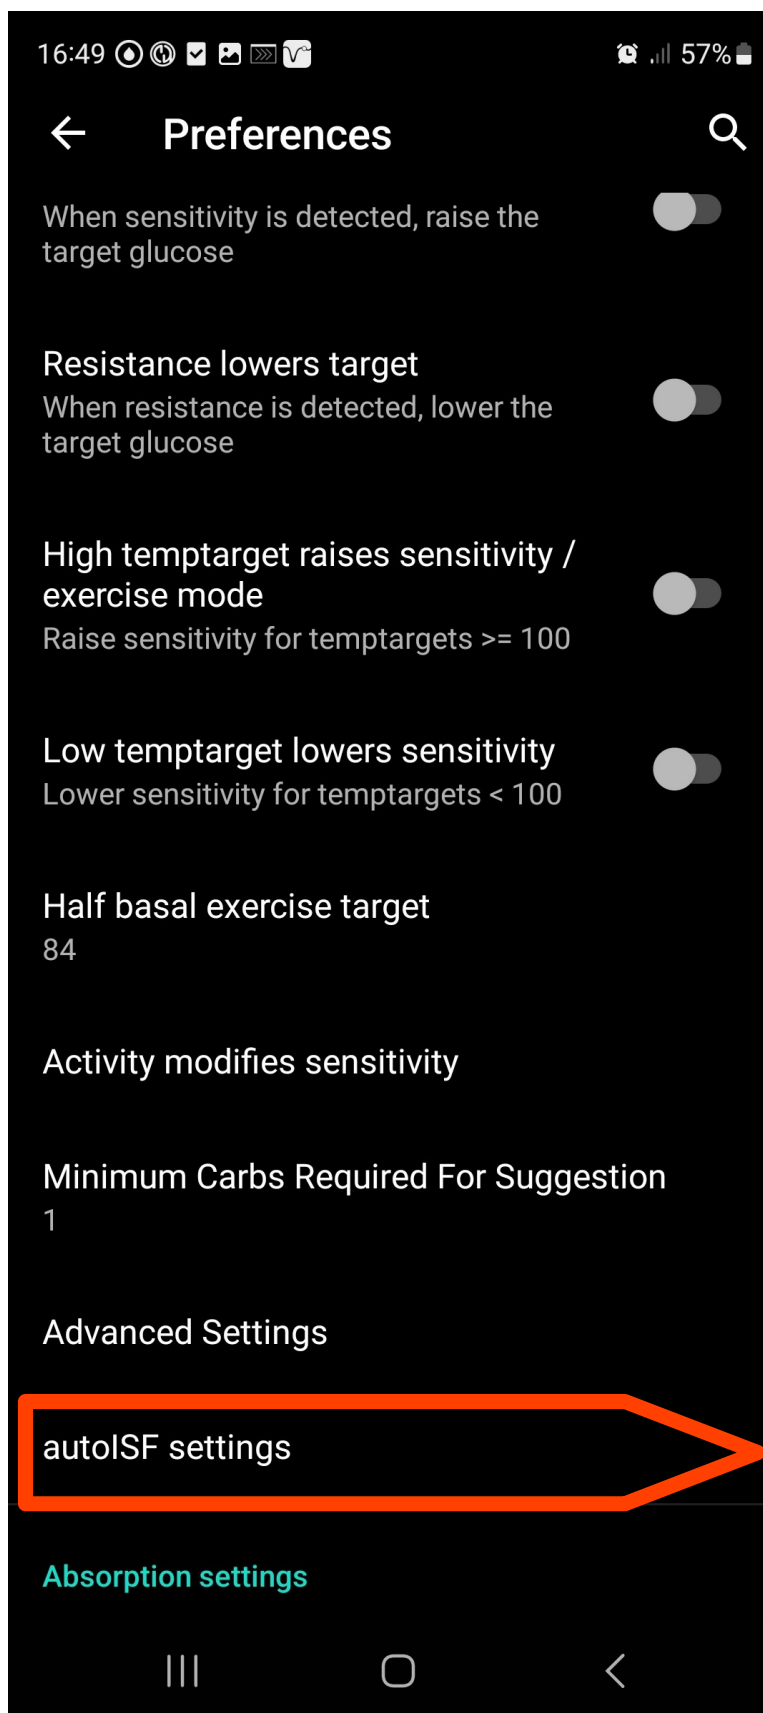 16:49
57%
Preferences
When sensitivity is detected, raise the
target glucose
Resistance lowers target
When resistance is detected, lower the
target glucose
High temptarget raises sensitivity /
exercise mode
Raise sensitivity for temptargets >= 100
Low temptarget lowers sensitivity
Lower sensitivity for temptargets < 100
Half basal exercise target
84
Activity modifies sensitivity
Minimum Carbs Required For Suggestion
1
Advanced Settings
autoISF settings
Absorption settings